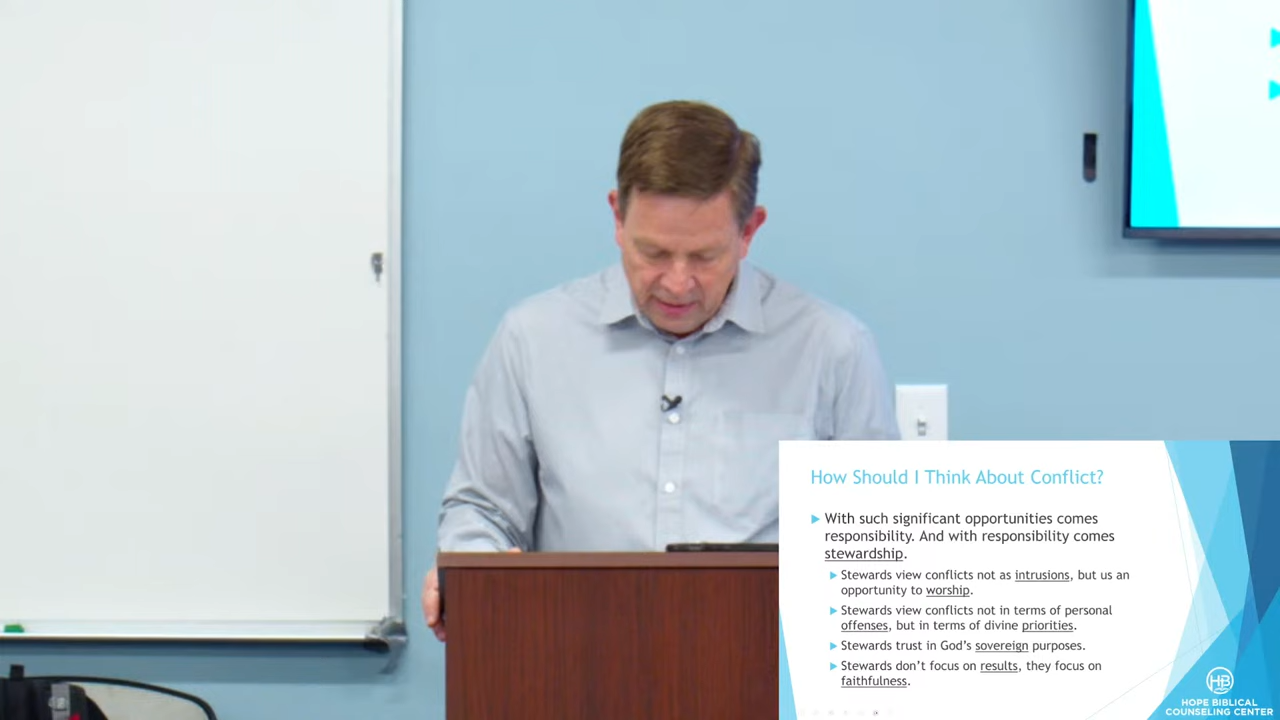 How Should I Think About Conflict?
With such significant opportunities comes
responsibility. And with responsibility comes
stewardship.
Stewards view conflicts not as intrusions, but us an
opportunity to worship.
Stewards view conflicts not in terms of personal
offenses, but in terms of divine priorities.
Stewards trust in God's sovereign purposes.
Stewards don't focus on results, they focus on
faithfulness.
HB
HOPE BIBLICAL
COUNSELING CENTER